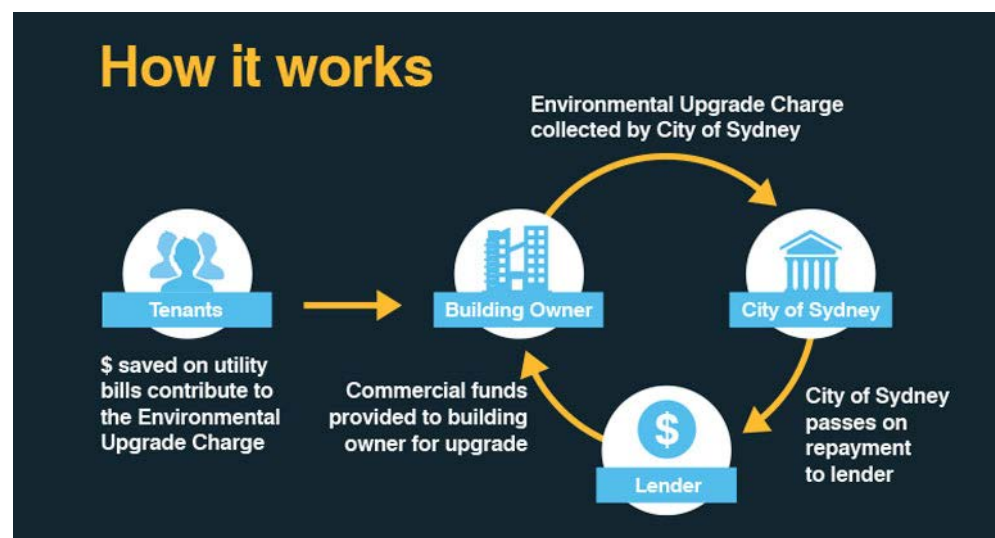 How it works
Environmental Upgrade Charge
collected by City of Sydney
Tenants
Building Owner
City of Sydney
$ saved on utility
bills contribute to
the Environmental
Upgrade Charge
Commercial funds
provided to building
owner for upgrade
$
Lender
City of Sydney
passes on
repayment
to lender